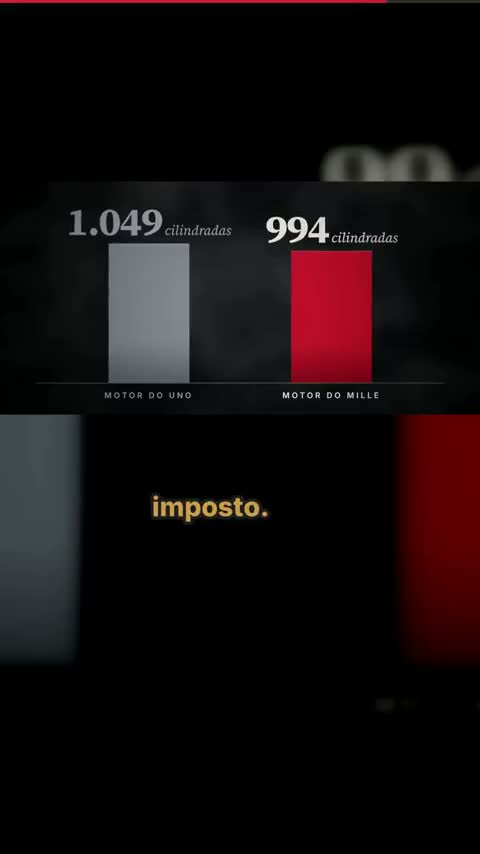 1.049 cilindradas
994 cilindradas
MOTOR DO UNO
MOTOR DO MILLE
imposto.